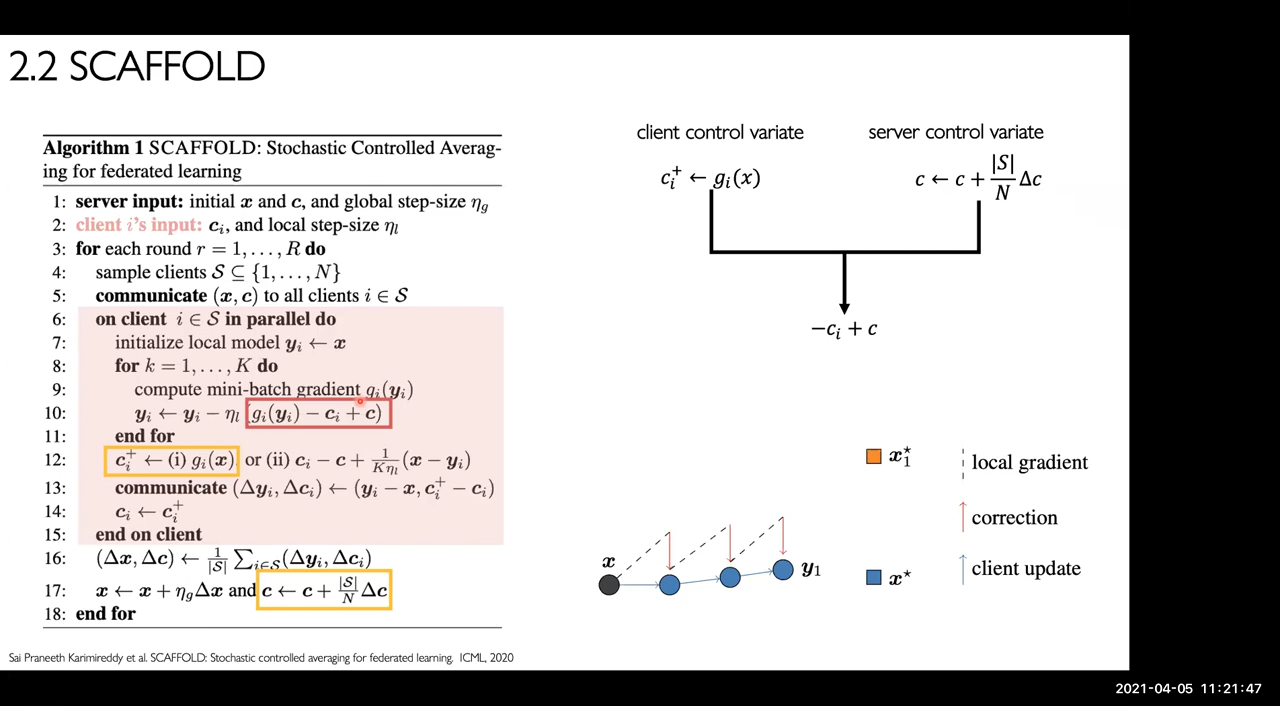 2.2 SCAFFOLD
Algorithm 1 SCAFFOLD: Stochastic Controlled Averag-
ing for federated learning
1: server input: initial x and c, and global step-size η_g
2: client i's input: c_i, and local step-size η_l
3: for each round r = 1, . . . , R do
4: sample clients S ⊆ {1, . . . , N}
5: communicate (x, c) to all clients i ∈ S
6: on client i ∈ S in parallel do
7: initialize local model y_i ← x
8: for k = 1, . . . , K do
9: compute mini-batch gradient g_i(y_i)
10: y_i ← y_i − η_l (g_i(y_i) − c_i + c)
11: end for
12: c_i^+ ← (i) g_i(x) or (ii) c_i − c + 1/(Kη_l) (x − y_i)
13: communicate (Δy_i, Δc_i) ← (y_i − x, c_i^+ − c_i)
14: c_i ← c_i^+
15: end on client
16: (Δx, Δc) ← 1/|S| ∑_{i∈S} (Δy_i, Δc_i)
17: x ← x + η_g Δx and c ← c + |S|/N Δc
18: end for
client control variate
server control variate
c_i^+ ← g_i(x)
c ← c + |S|/N Δc
−c_i + c
x
y_1
x_1^⋆
x^⋆
local gradient
correction
client update
Sai Praneeth Karimireddy et al. SCAFFOLD: Stochastic controlled averaging for federated learning. ICML, 2020
2021-04-05 11:21:47